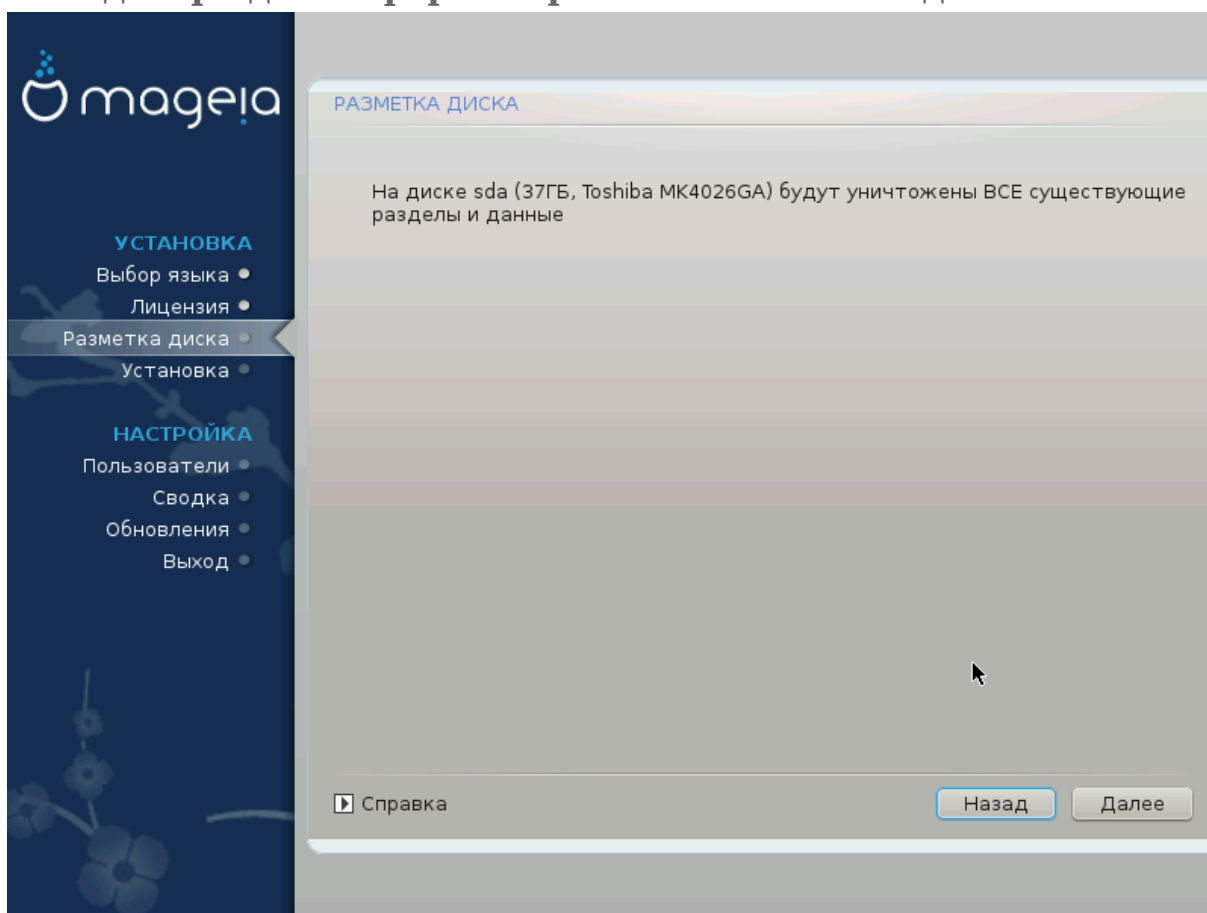 mageia
РАЗМЕТКА ДИСКА
На диске sda (37ГБ, Toshiba MK4026GA) будут уничтожены ВСЕ существующие
разделы и данные
УСТАНОВКА
Выбор языка
Лицензия
Разметка диска
Установка
НАСТРОЙКА
Пользователи
Сводка
Обновления
Выход
Справка
Назад
Далее